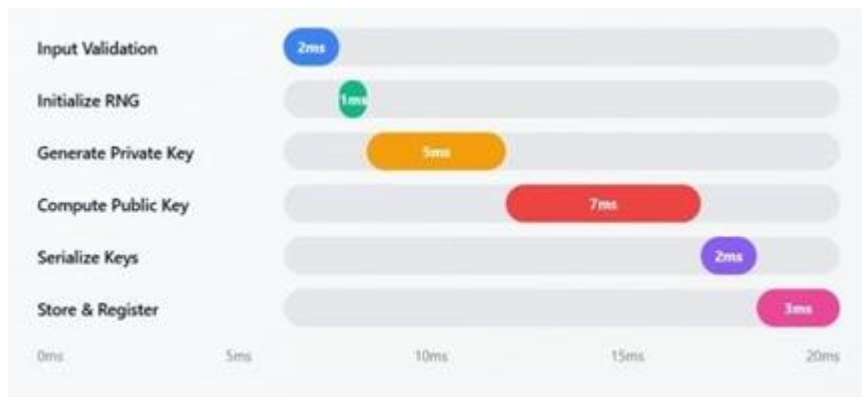 Input Validation 2ms
Initialize RNG 1ms
Generate Private Key 5ms
Compute Public Key 7ms
Serialize Keys 2ms
Store & Register 3ms
0ms 5ms 10ms 15ms 20ms